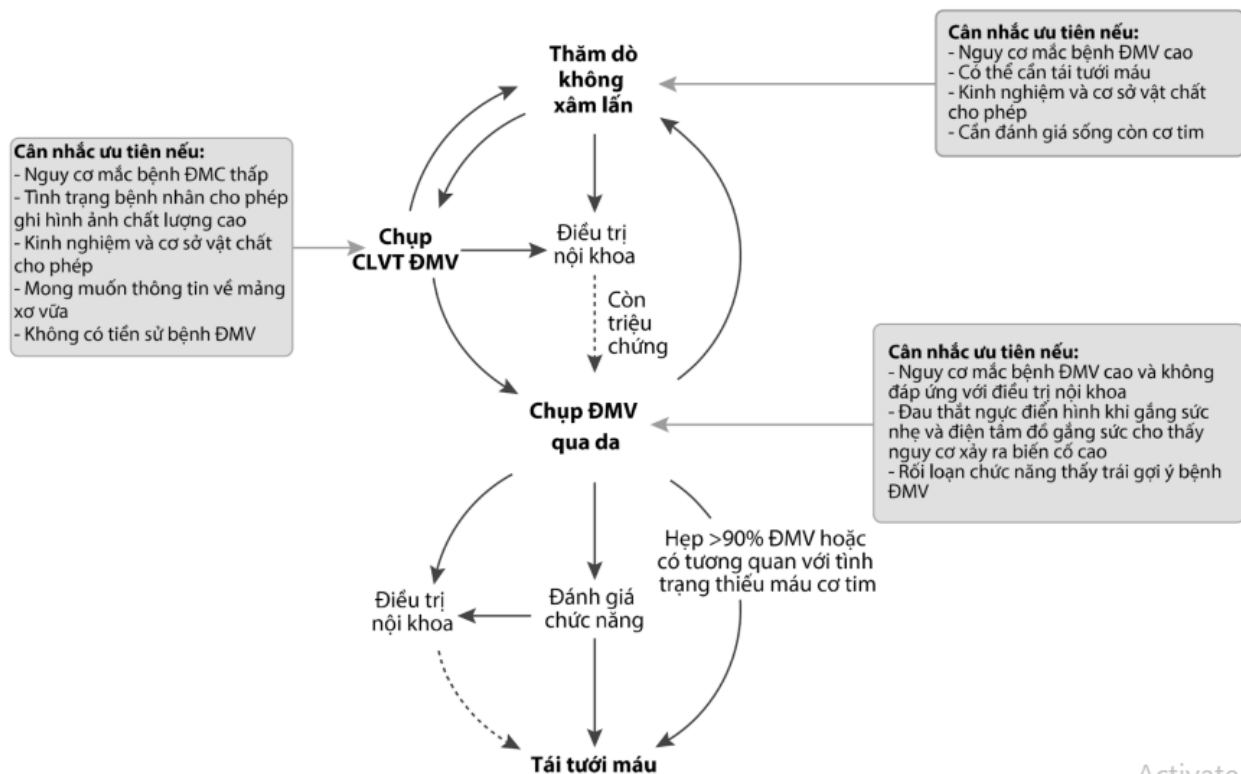 Thăm dò
không
xâm lấn
Cân nhắc ưu tiên nếu:
- Nguy cơ mắc bệnh ĐMV cao
- Có thể cần tái tưới máu
- Kinh nghiệm và cơ sở vật chất
cho phép
- Cần đánh giá sống còn cơ tim
Cân nhắc ưu tiên nếu:
- Nguy cơ mắc bệnh ĐMC thấp
- Tình trạng bệnh nhân cho phép
ghi hình ảnh chất lượng cao
- Kinh nghiệm và cơ sở vật chất
cho phép
- Mong muốn thông tin về mảng
xơ vữa
- Không có tiền sử bệnh ĐMV
Chụp
CLVT ĐMV
Điều trị
nội khoa
Còn
triệu
chứng
Chụp ĐMV
qua da
Cân nhắc ưu tiên nếu:
- Nguy cơ mắc bệnh ĐMV cao và không
đáp ứng với điều trị nội khoa
- Đau thắt ngực điển hình khi gắng sức
nhẹ và điện tâm đồ gắng sức cho thấy
nguy cơ xảy ra biến cố cao
- Rối loạn chức năng thấy trái gợi ý bệnh
ĐMV
Hẹp >90% ĐMV hoặc
có tương quan với tình
trạng thiếu máu cơ tim
Điều trị
nội khoa
Đánh giá
chức năng
Tái tưới máu
Activate